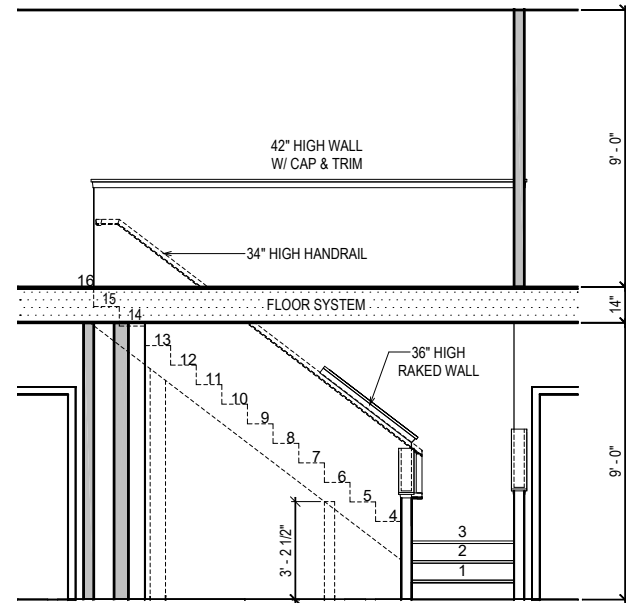 42" HIGH WALL
W/ CAP & TRIM
9' - 0"
34" HIGH HANDRAIL
16
15
FLOOR SYSTEM
14"
14
13
36" HIGH
RAKED WALL
12
11
10
9
8
7
6
5
4
9' - 0"
3' - 2 1/2"
3
2
1